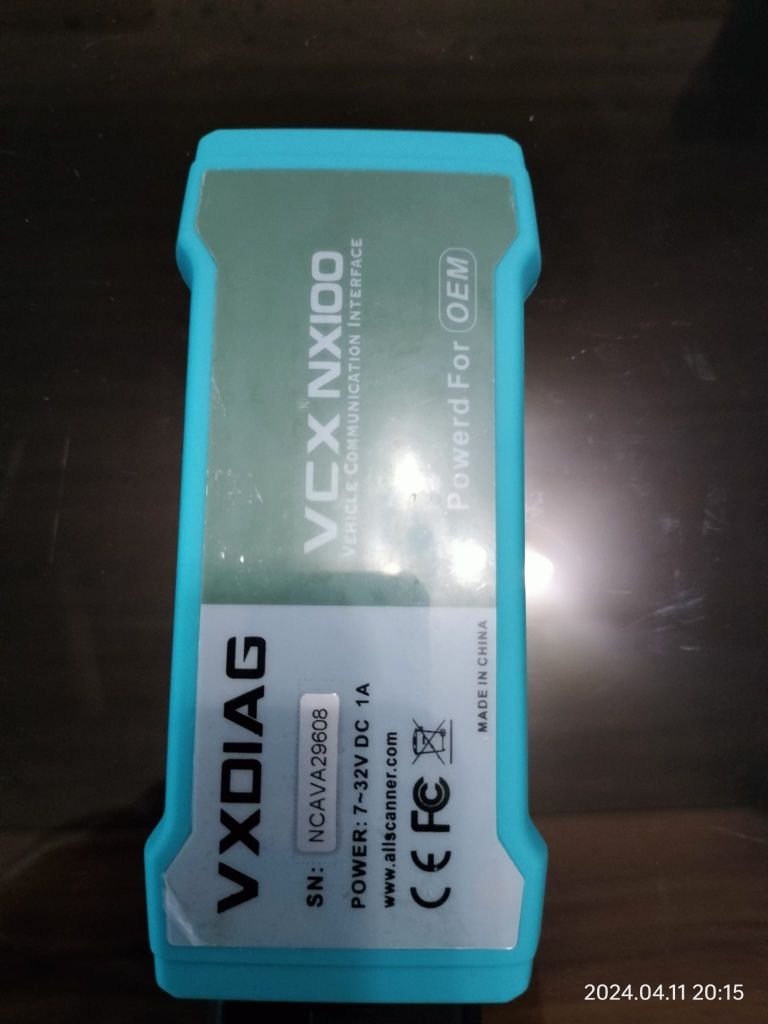 VCX® NX100
VEHICLE COMMUNICATION INTERFACE
Powerd For OEM
VXDIAG
SN: NCAVA29608
POWER: 7~32V DC 1A
www.allscanner.com
CE FC
MADE IN CHINA
2024.04.11 20:15